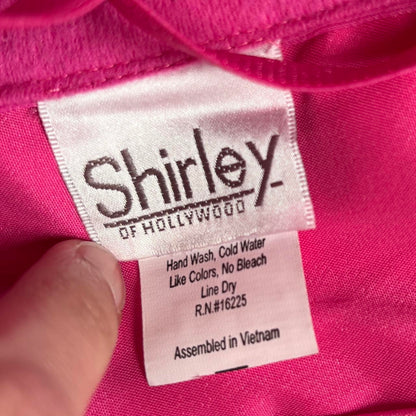 Shirley
OF HOLLYWOOD
Hand Wash, Cold Water
Like Colors, No Bleach
Line Dry
R.N.#16225
Assembled in Vietnam